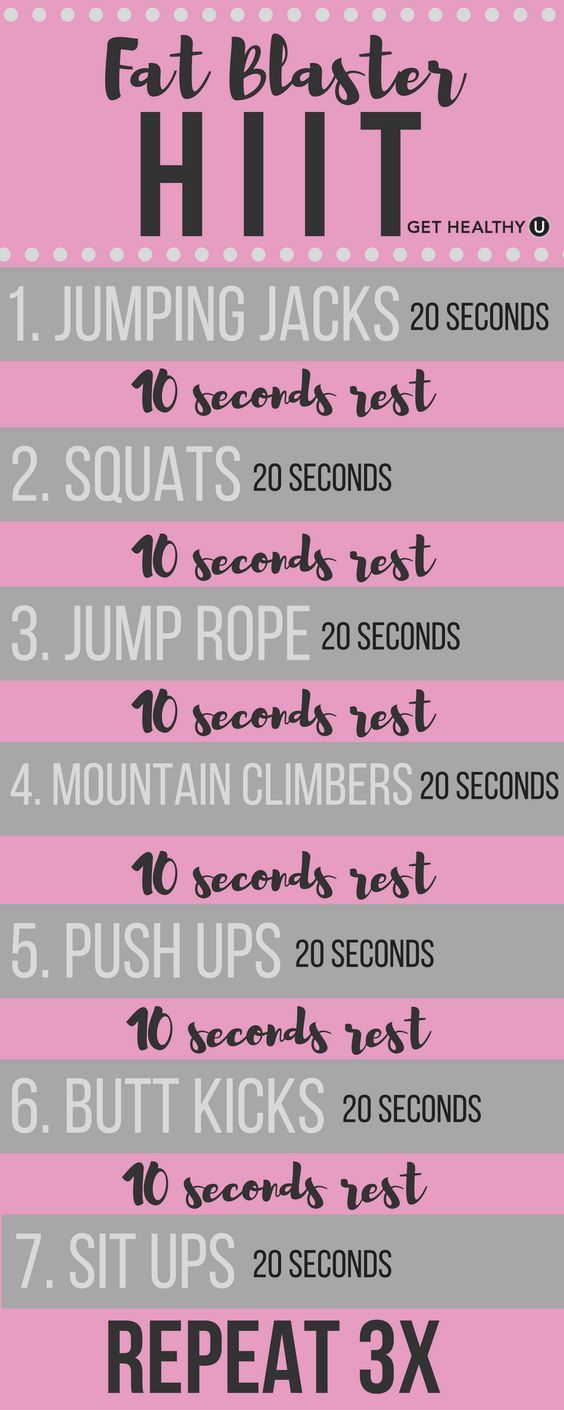 Fat Blaster
HIIT
GET HEALTHY U
1. JUMPING JACKS 20 SECONDS
10 seconds rest
2. SQUATS 20 SECONDS
10 seconds rest
3. JUMP ROPE 20 SECONDS
10 seconds rest
4. MOUNTAIN CLIMBERS 20 SECONDS
10 seconds rest
5. PUSH UPS 20 SECONDS
10 seconds rest
6. BUTT KICKS 20 SECONDS
10 seconds rest
7. SIT UPS 20 SECONDS
REPEAT 3X